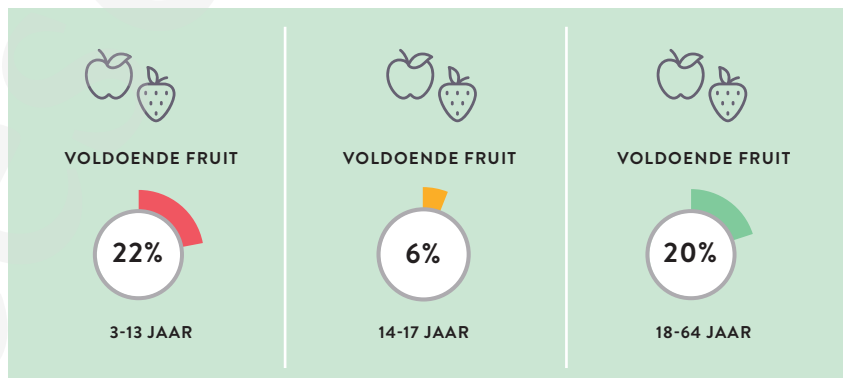 VOLDOENDE FRUIT
22%
3-13 JAAR
VOLDOENDE FRUIT
6%
14-17 JAAR
VOLDOENDE FRUIT
20%
18-64 JAAR